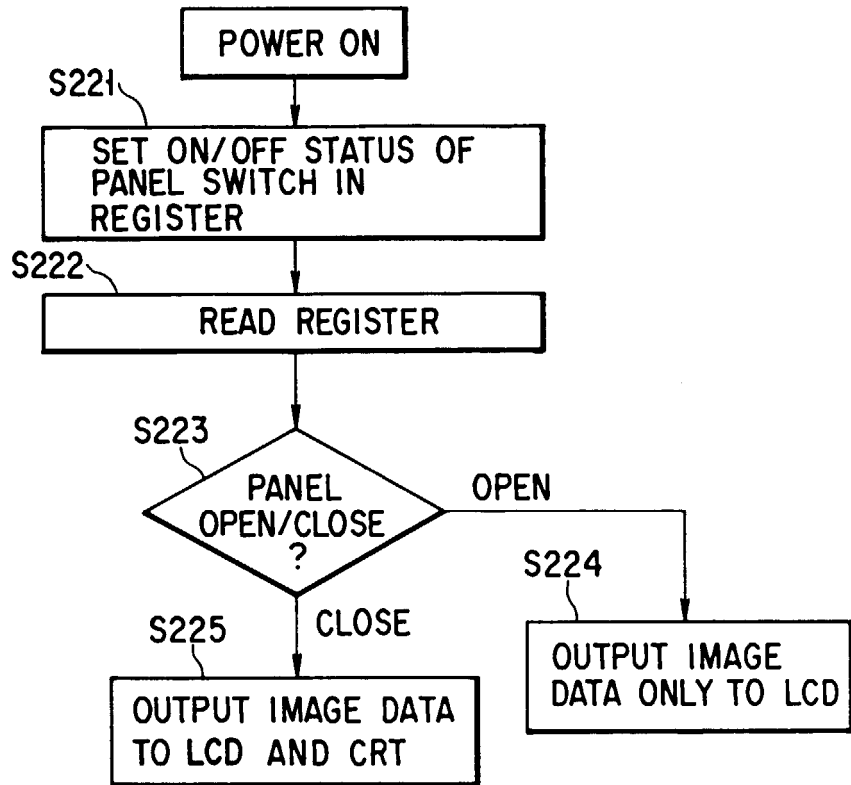 POWER ON
S221
SET ON/OFF STATUS OF
PANEL SWITCH IN
REGISTER
S222
READ REGISTER
S223
PANEL
OPEN/CLOSE
?
OPEN
S224
OUTPUT IMAGE
DATA ONLY TO LCD
CLOSE
S225
OUTPUT IMAGE DATA
TO LCD AND CRT